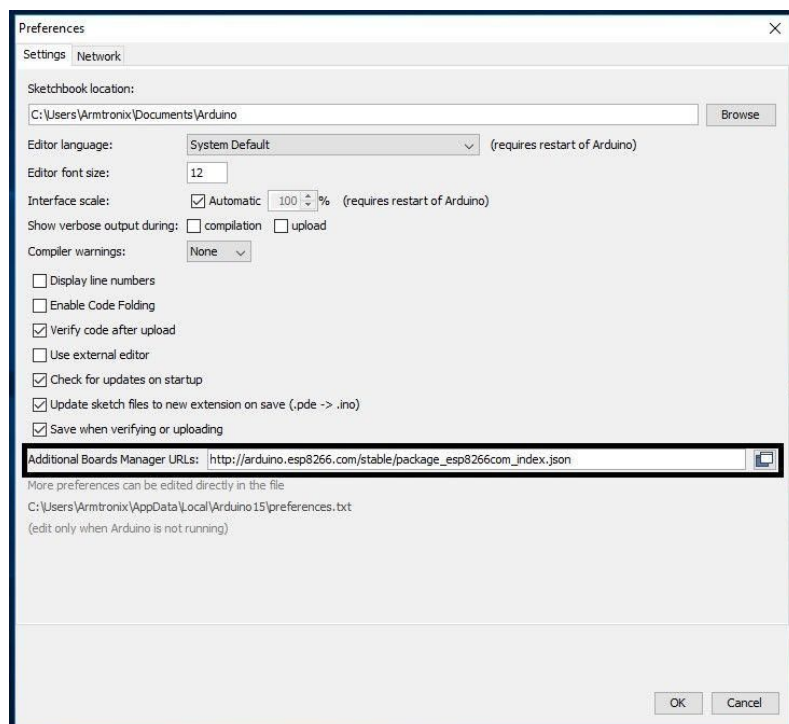 Preferences
Settings Network
Sketchbook location:
C:\Users\Armtronix\Documents\Arduino Browse
Editor language: System Default (requires restart of Arduino)
Editor font size: 12
Interface scale: Automatic 100 % (requires restart of Arduino)
Show verbose output during: compilation upload
Compiler warnings: None
Display line numbers
Enable Code Folding
Verify code after upload
Use external editor
Check for updates on startup
Update sketch files to new extension on save (.pde -> .ino)
Save when verifying or uploading
Additional Boards Manager URLs: http://arduino.esp8266.com/stable/package_esp8266com_index.json
More preferences can be edited directly in the file
C:\Users\Armtronix\AppData\Local\Arduino15\preferences.txt
(edit only when Arduino is not running)
OK Cancel